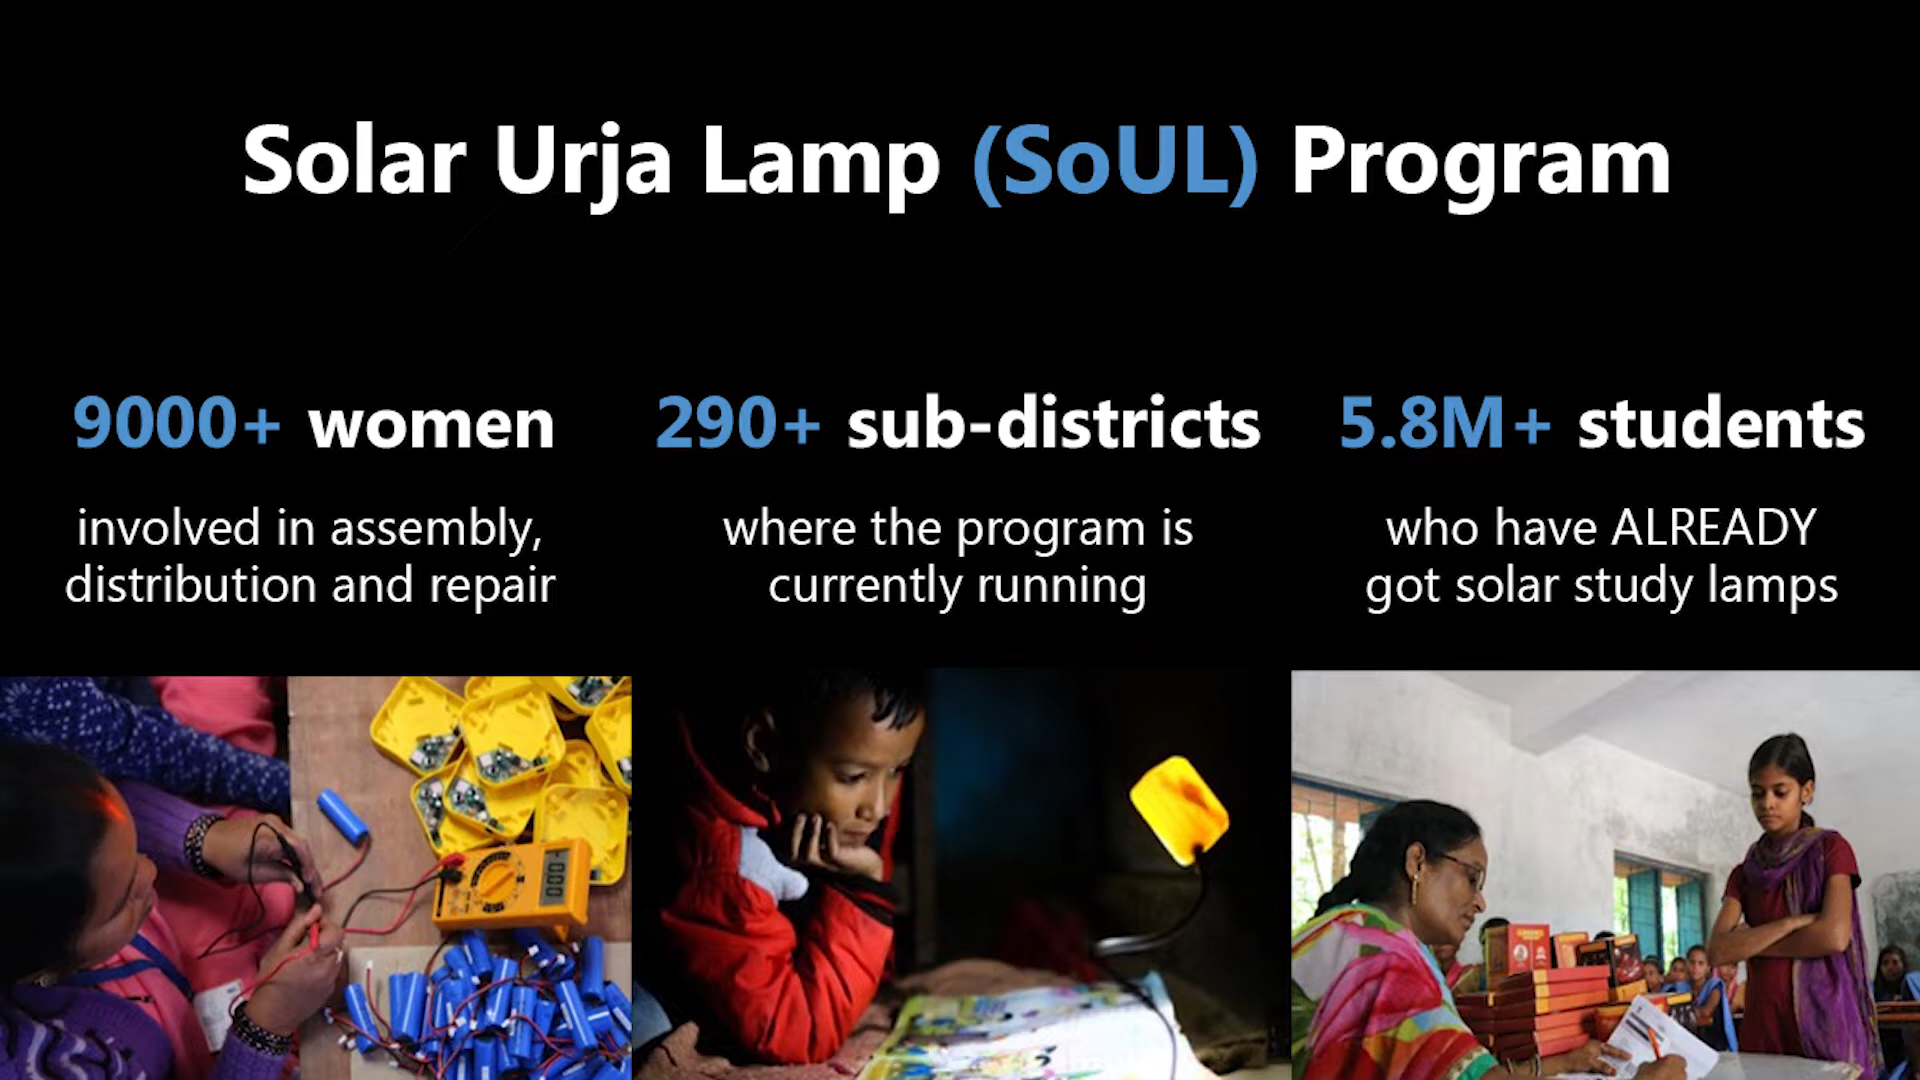 Solar Urja Lamp (SoUL) Program
9000+ women
involved in assembly,
distribution and repair
290+ sub-districts
where the program is
currently running
5.8M+ students
who have ALREADY
got solar study lamps